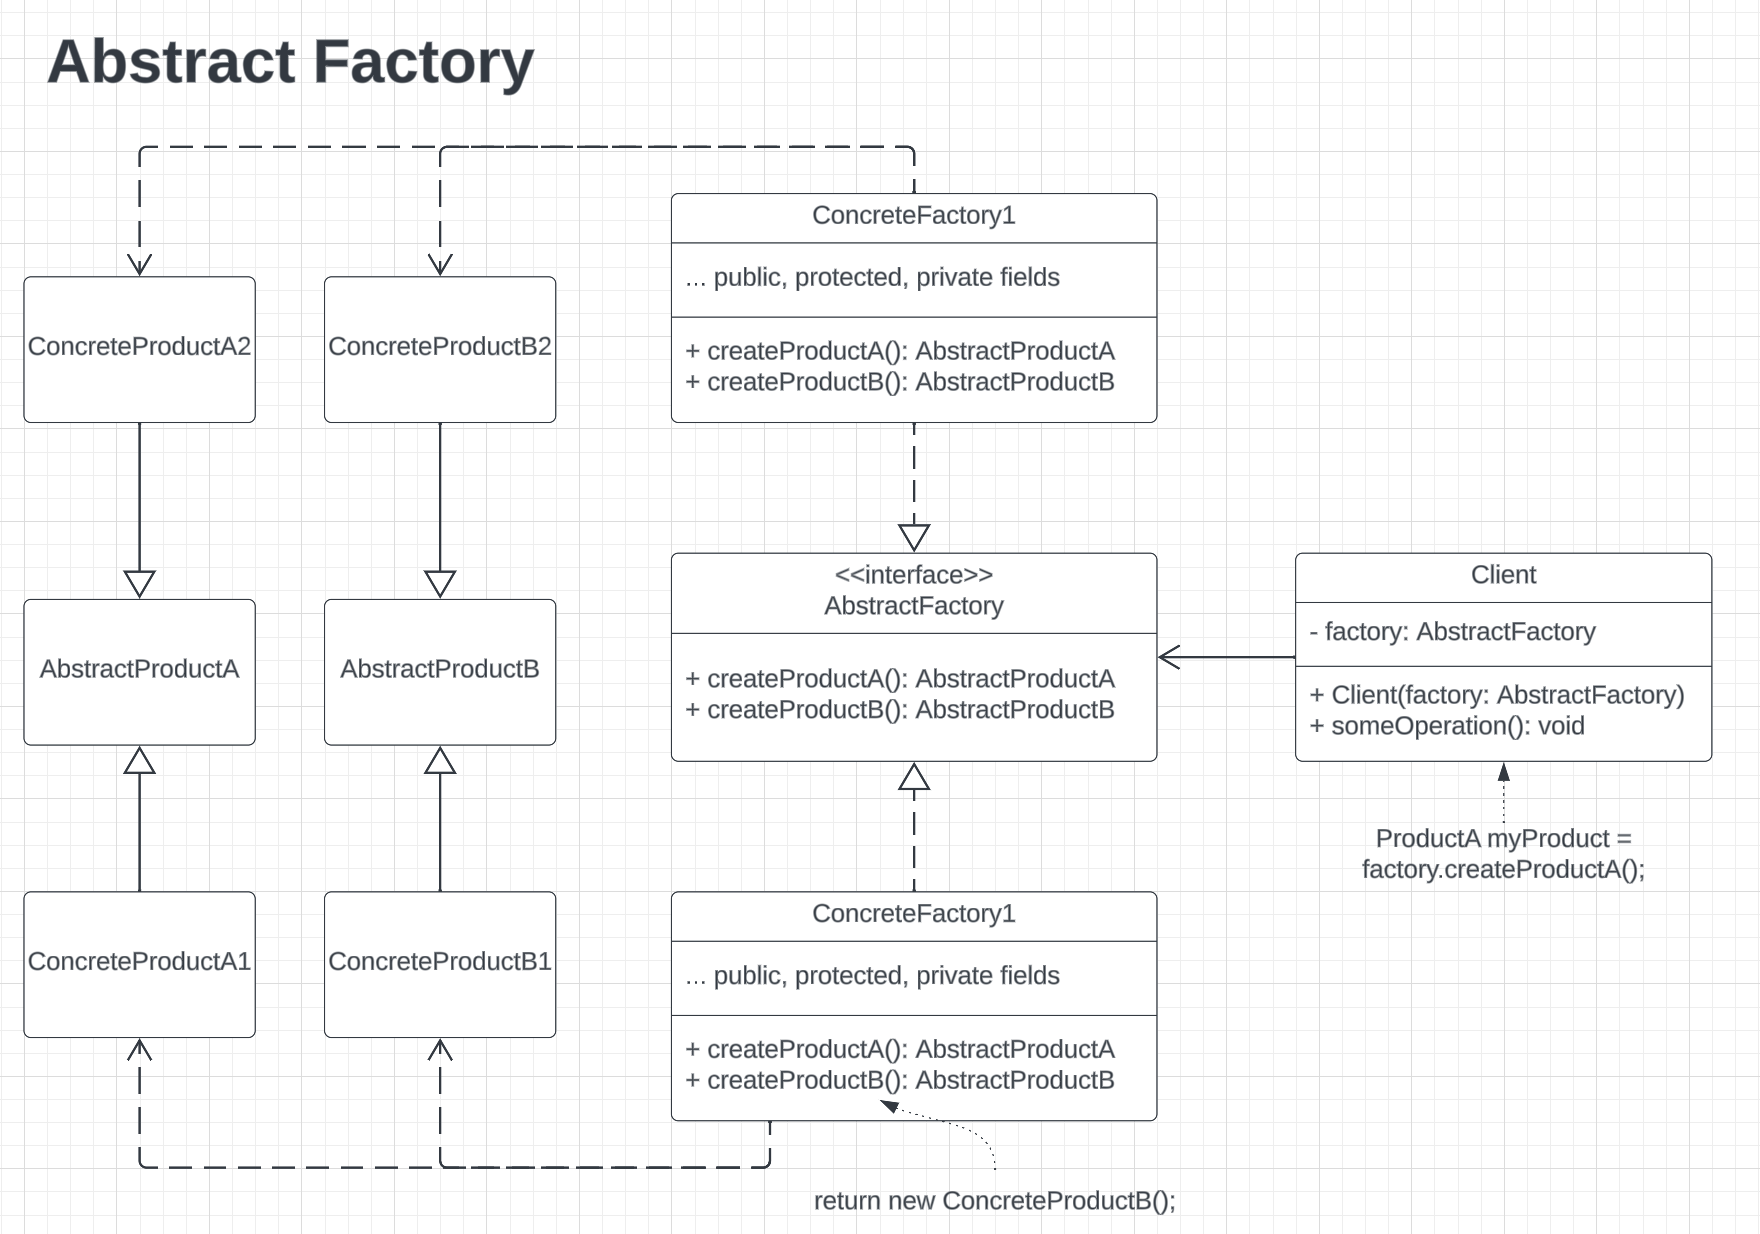 Abstract Factory
ConcreteFactory1
... public, protected, private fields
+ createProductA(): AbstractProductA
+ createProductB(): AbstractProductB
ConcreteProductA2
ConcreteProductB2
<<interface>>
AbstractFactory
+ createProductA(): AbstractProductA
+ createProductB(): AbstractProductB
Client
- factory: AbstractFactory
+ Client(factory: AbstractFactory)
+ someOperation(): void
AbstractProductA
AbstractProductB
ProductA myProduct =
factory.createProductA();
ConcreteProductA1
ConcreteProductB1
ConcreteFactory1
... public, protected, private fields
+ createProductA(): AbstractProductA
+ createProductB(): AbstractProductB
return new ConcreteProductB();